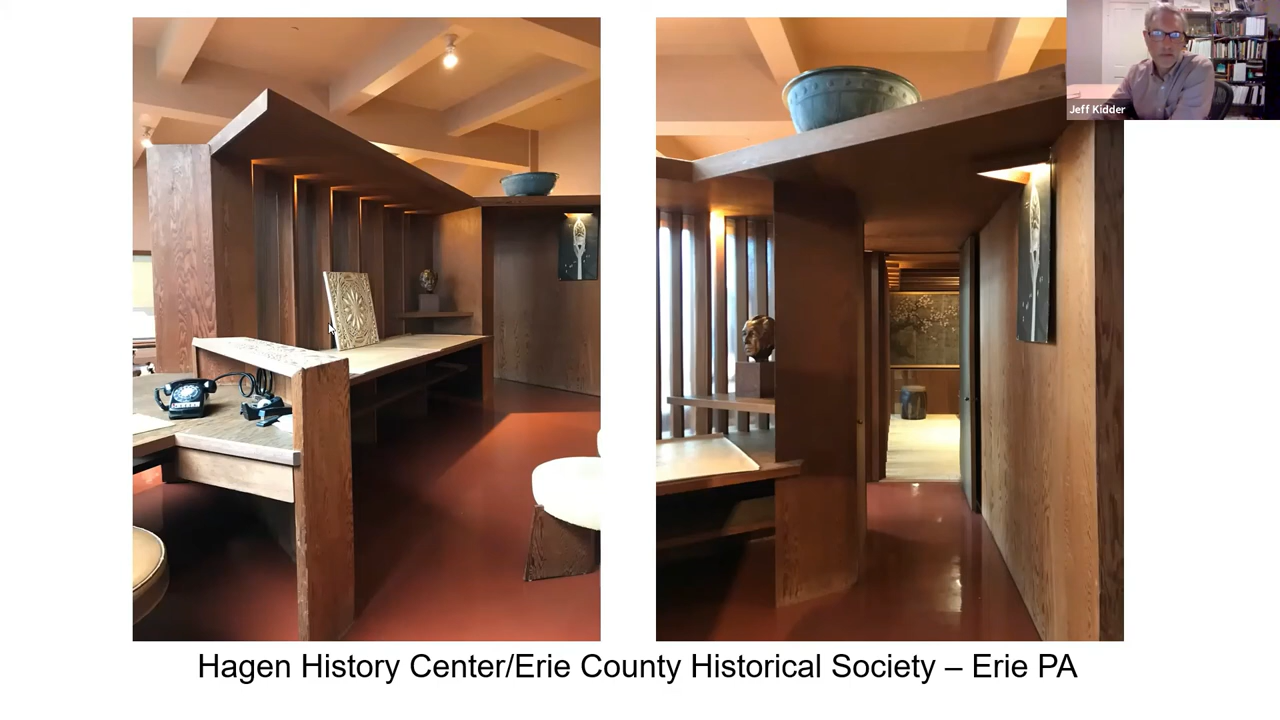 Jeff Kidder
Hagen History Center/Erie County Historical Society – Erie PA